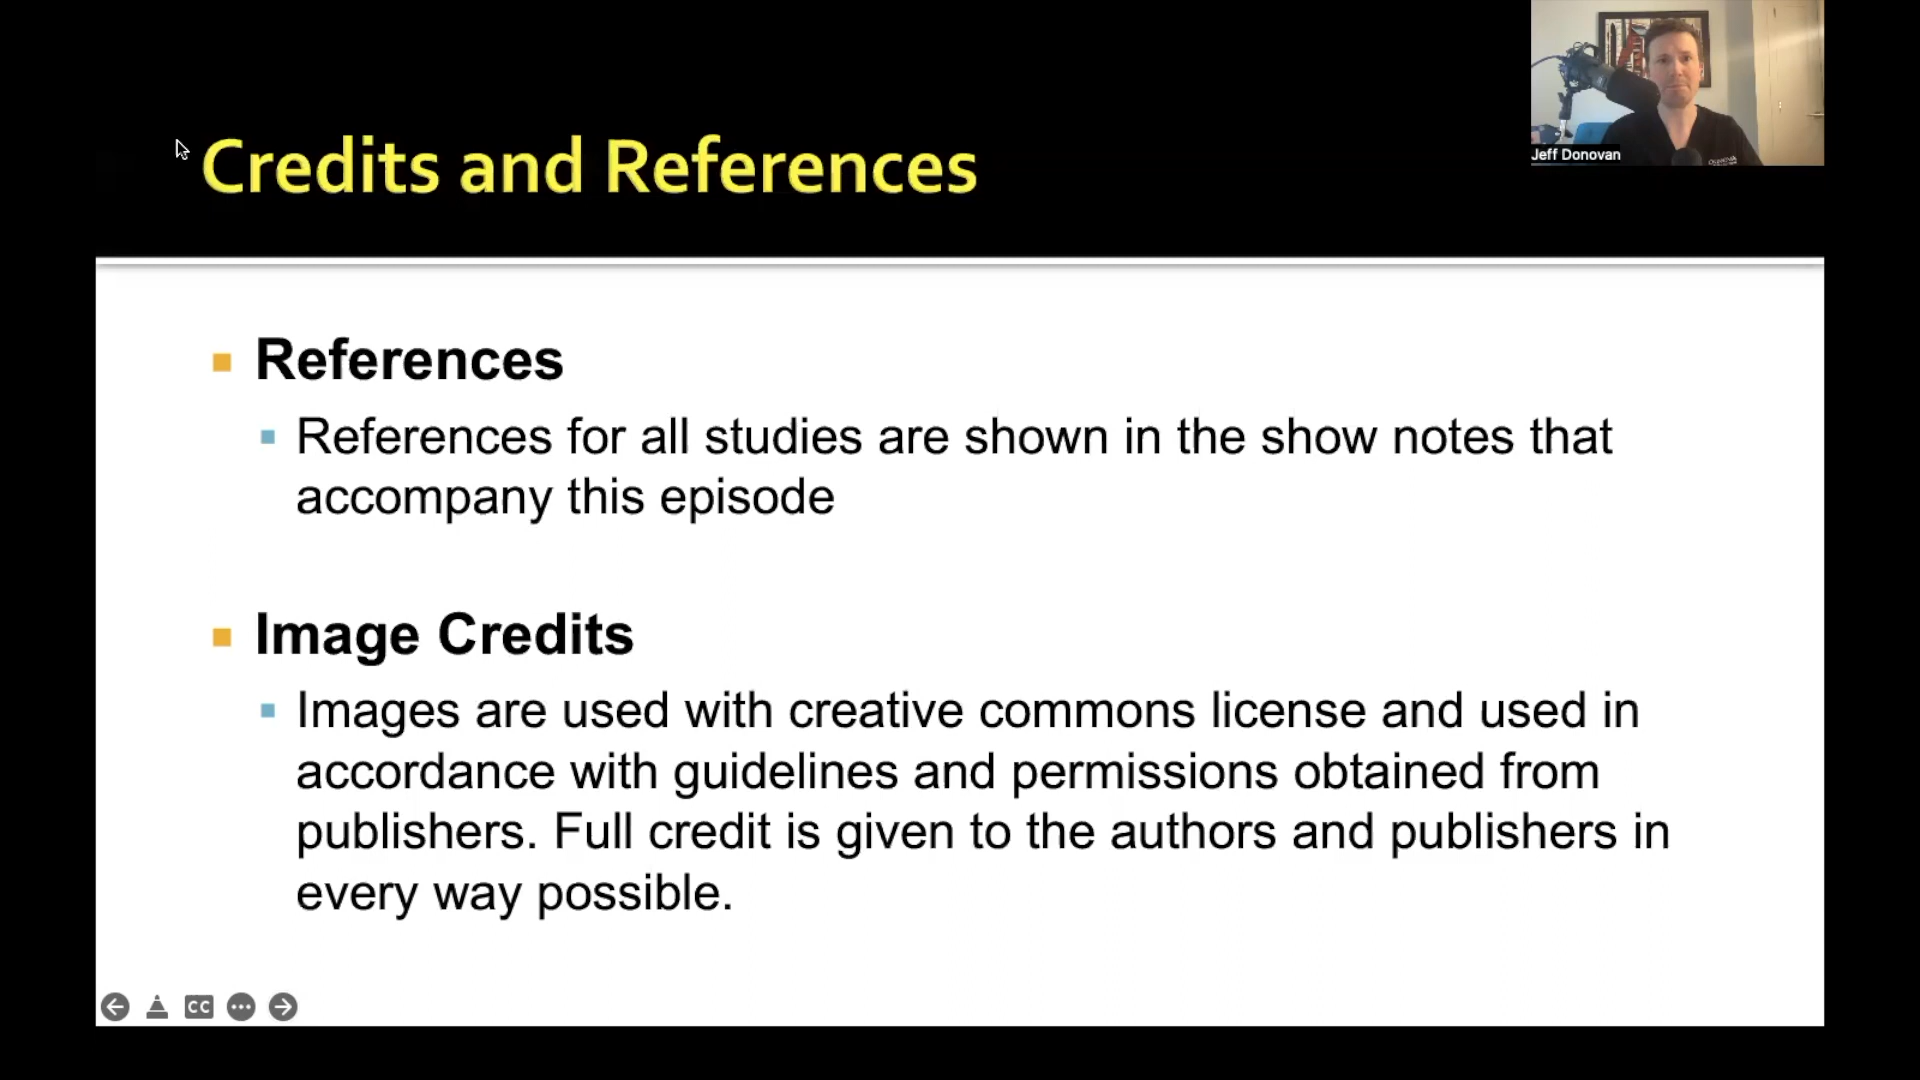 Jeff Donovan
Credits and References
References
References for all studies are shown in the show notes that
accompany this episode
Image Credits
Images are used with creative commons license and used in
accordance with guidelines and permissions obtained from
publishers. Full credit is given to the authors and publishers in
every way possible.
CC